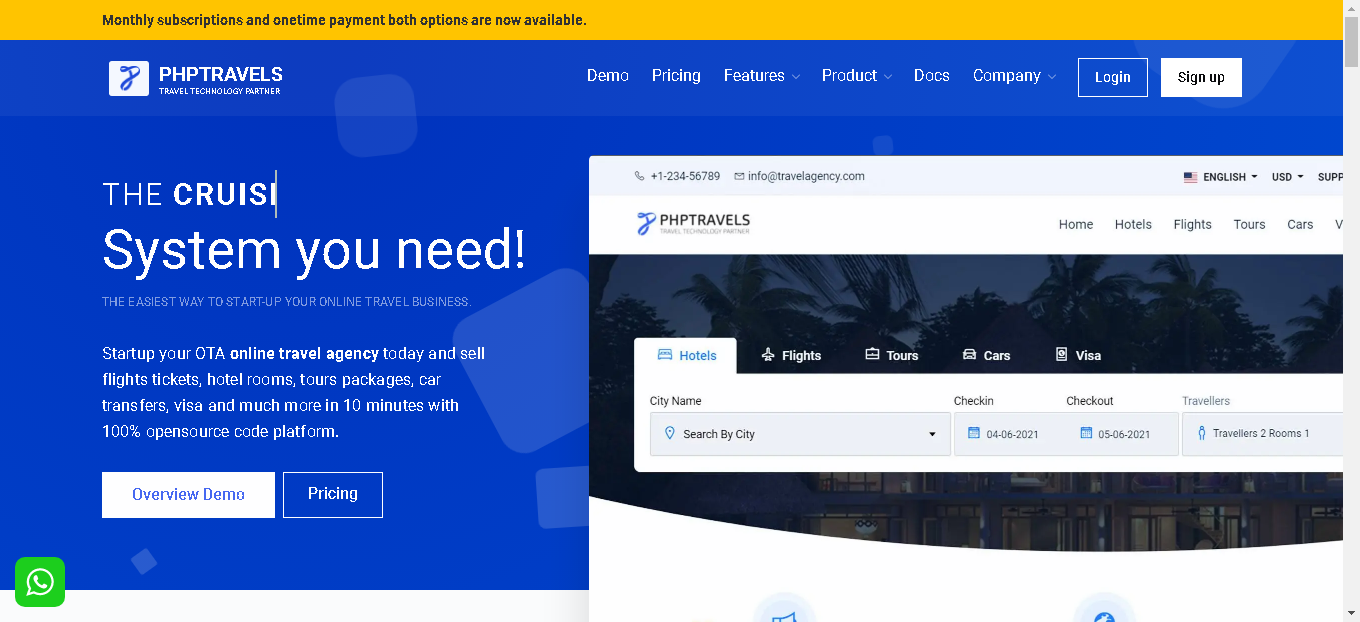 Monthly subscriptions and onetime payment both options are now available.
PHPTRAVELS
TRAVEL TECHNOLOGY PARTNER
Demo Pricing Features Product Docs Company Login Sign up
THE CRUISI
System you need!
THE EASIEST WAY TO START-UP YOUR ONLINE TRAVEL BUSINESS.
Startup your OTA online travel agency today and sell
flights tickets, hotel rooms, tours packages, car
transfers, visa and much more in 10 minutes with
100% opensource code platform.
Overview Demo Pricing
+1-234-56789 info@travelagency.com ENGLISH USD SUPP
PHPTRAVELS
TRAVEL TECHNOLOGY PARTNER
Home Hotels Flights Tours Cars V
Hotels Flights Tours Cars Visa
City Name Checkin Checkout Travellers
Search By City 04-06-2021 05-06-2021 Travellers 2 Rooms 1